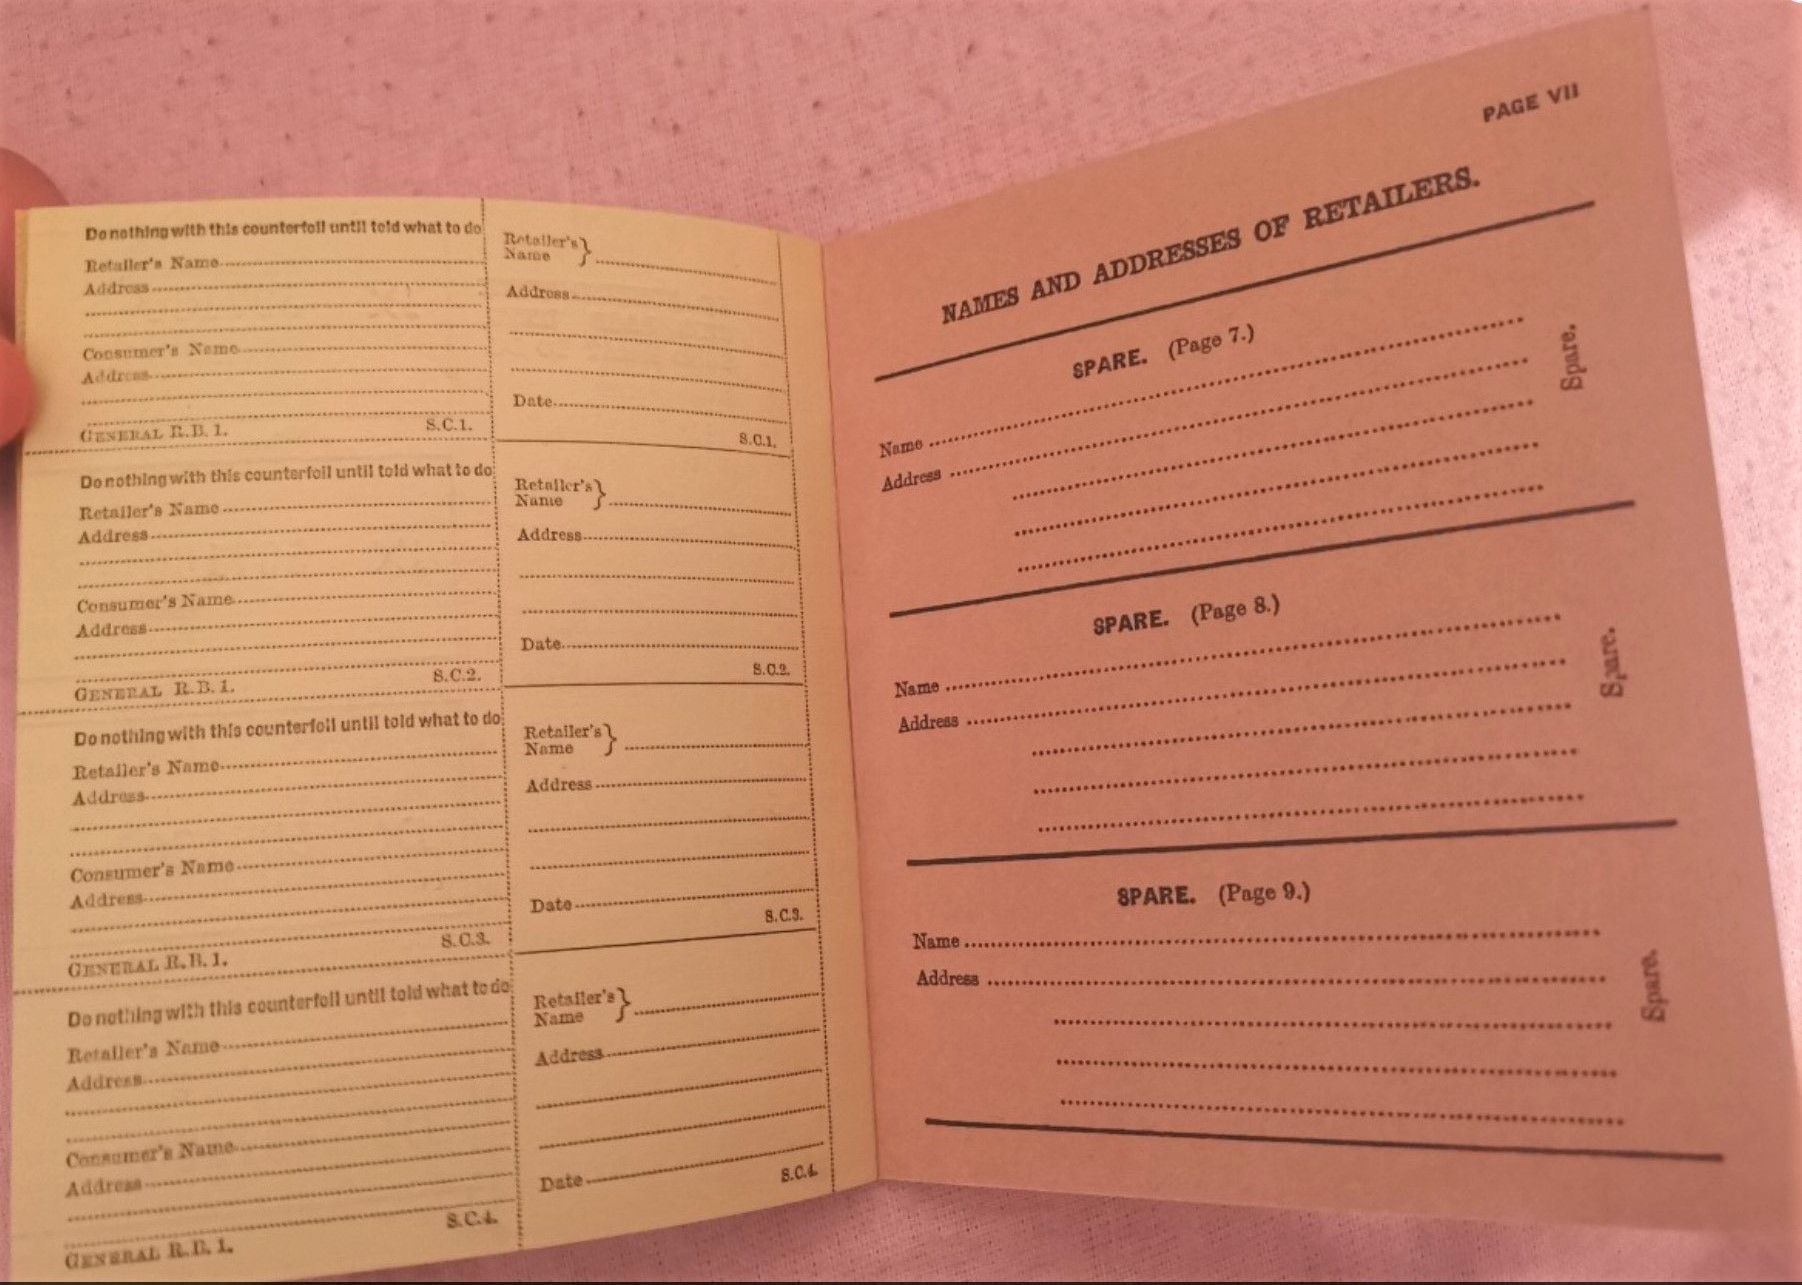 Do nothing with this counterfoil until told what to do
Retailer's Name
Address
Consumer's Name
Address
GENERAL R.B.1. S.C.1.
Retailer's Name }
Address
Date
S.C.1.
Do nothing with this counterfoil until told what to do
Retailer's Name
Address
Consumer's Name
Address
GENERAL R.B.1. S.C.2.
Retailer's Name }
Address
Date
S.C.2.
Do nothing with this counterfoil until told what to do
Retailer's Name
Address
Consumer's Name
Address
GENERAL R.B.1. S.C.3.
Retailer's Name }
Address
Date
S.C.3.
Do nothing with this counterfoil until told what to do
Retailer's Name
Address
Consumer's Name
Address
GENERAL R.B.1. S.C.4.
Retailer's Name }
Address
Date
S.C.4.
PAGE VII
NAMES AND ADDRESSES OF RETAILERS.
SPARE. (Page 7.)
Name
Address
Spare.
SPARE. (Page 8.)
Name
Address
Spare.
SPARE. (Page 9.)
Name
Address
Spare.